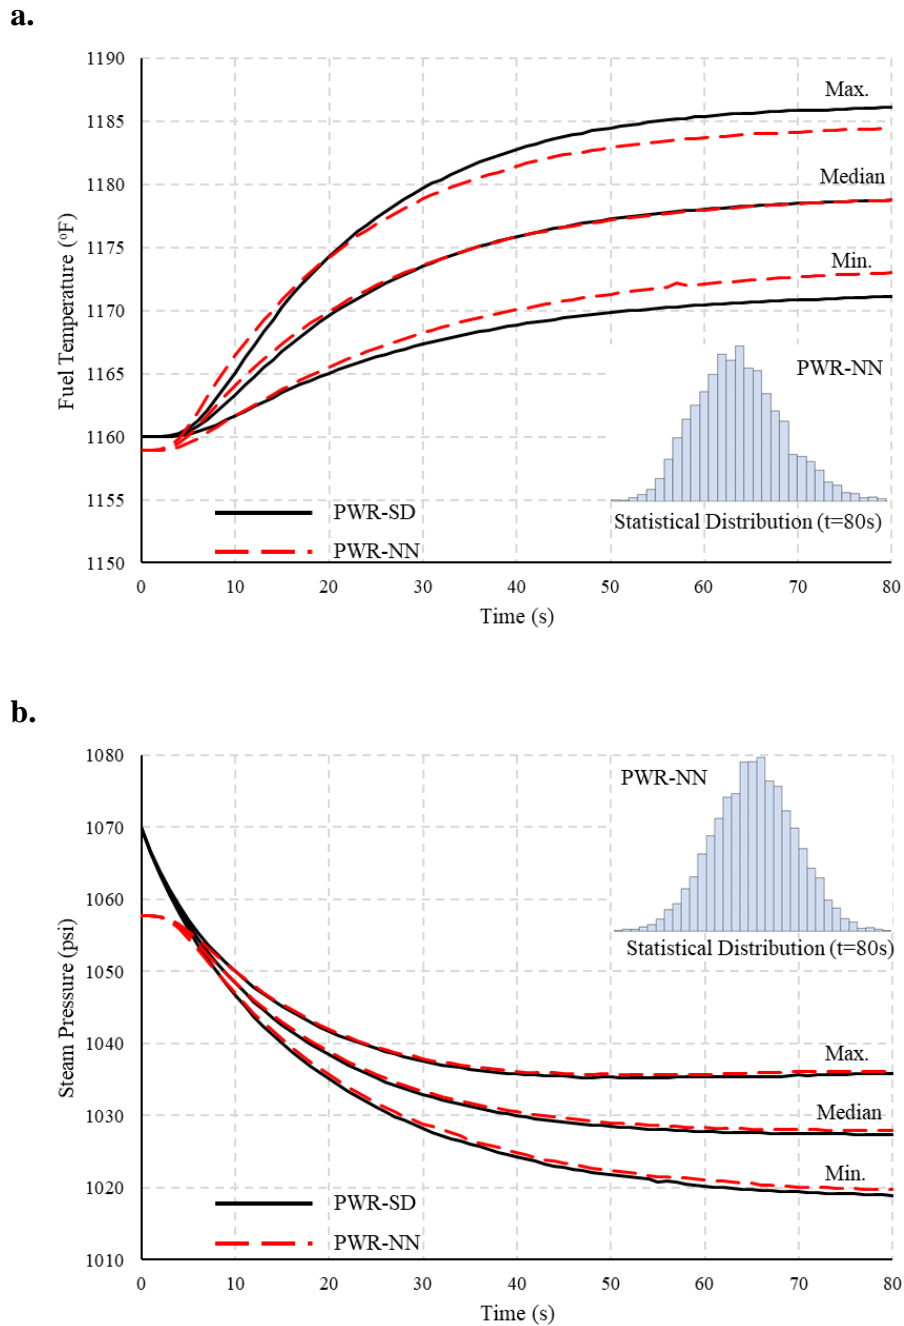 a.
1190
1185
1180
1175
1170
1165
1160
1155
1150
Fuel Temperature (ºF)
Max.
Median
Min.
PWR-NN
Statistical Distribution (t=80s)
PWR-SD
PWR-NN
0 10 20 30 40 50 60 70 80
Time (s)
b.
1080
1070
1060
1050
1040
1030
1020
1010
Steam Pressure (psi)
PWR-NN
Statistical Distribution (t=80s)
Max.
Median
Min.
PWR-SD
PWR-NN
0 10 20 30 40 50 60 70 80
Time (s)